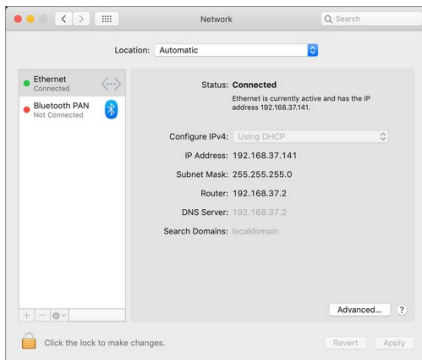 Network
Search
Location: Automatic
Ethernet
Connected
Bluetooth PAN
Not Connected
Status: Connected
Ethernet is currently active and has the IP
address 192.168.37.141.
Configure IPv4: Using DHCP
IP Address: 192.168.37.141
Subnet Mask: 255.255.255.0
Router: 192.168.37.2
DNS Server: 192.168.37.2
Search Domains: localdomain
Advanced... ?
Click the lock to make changes.
Revert Apply